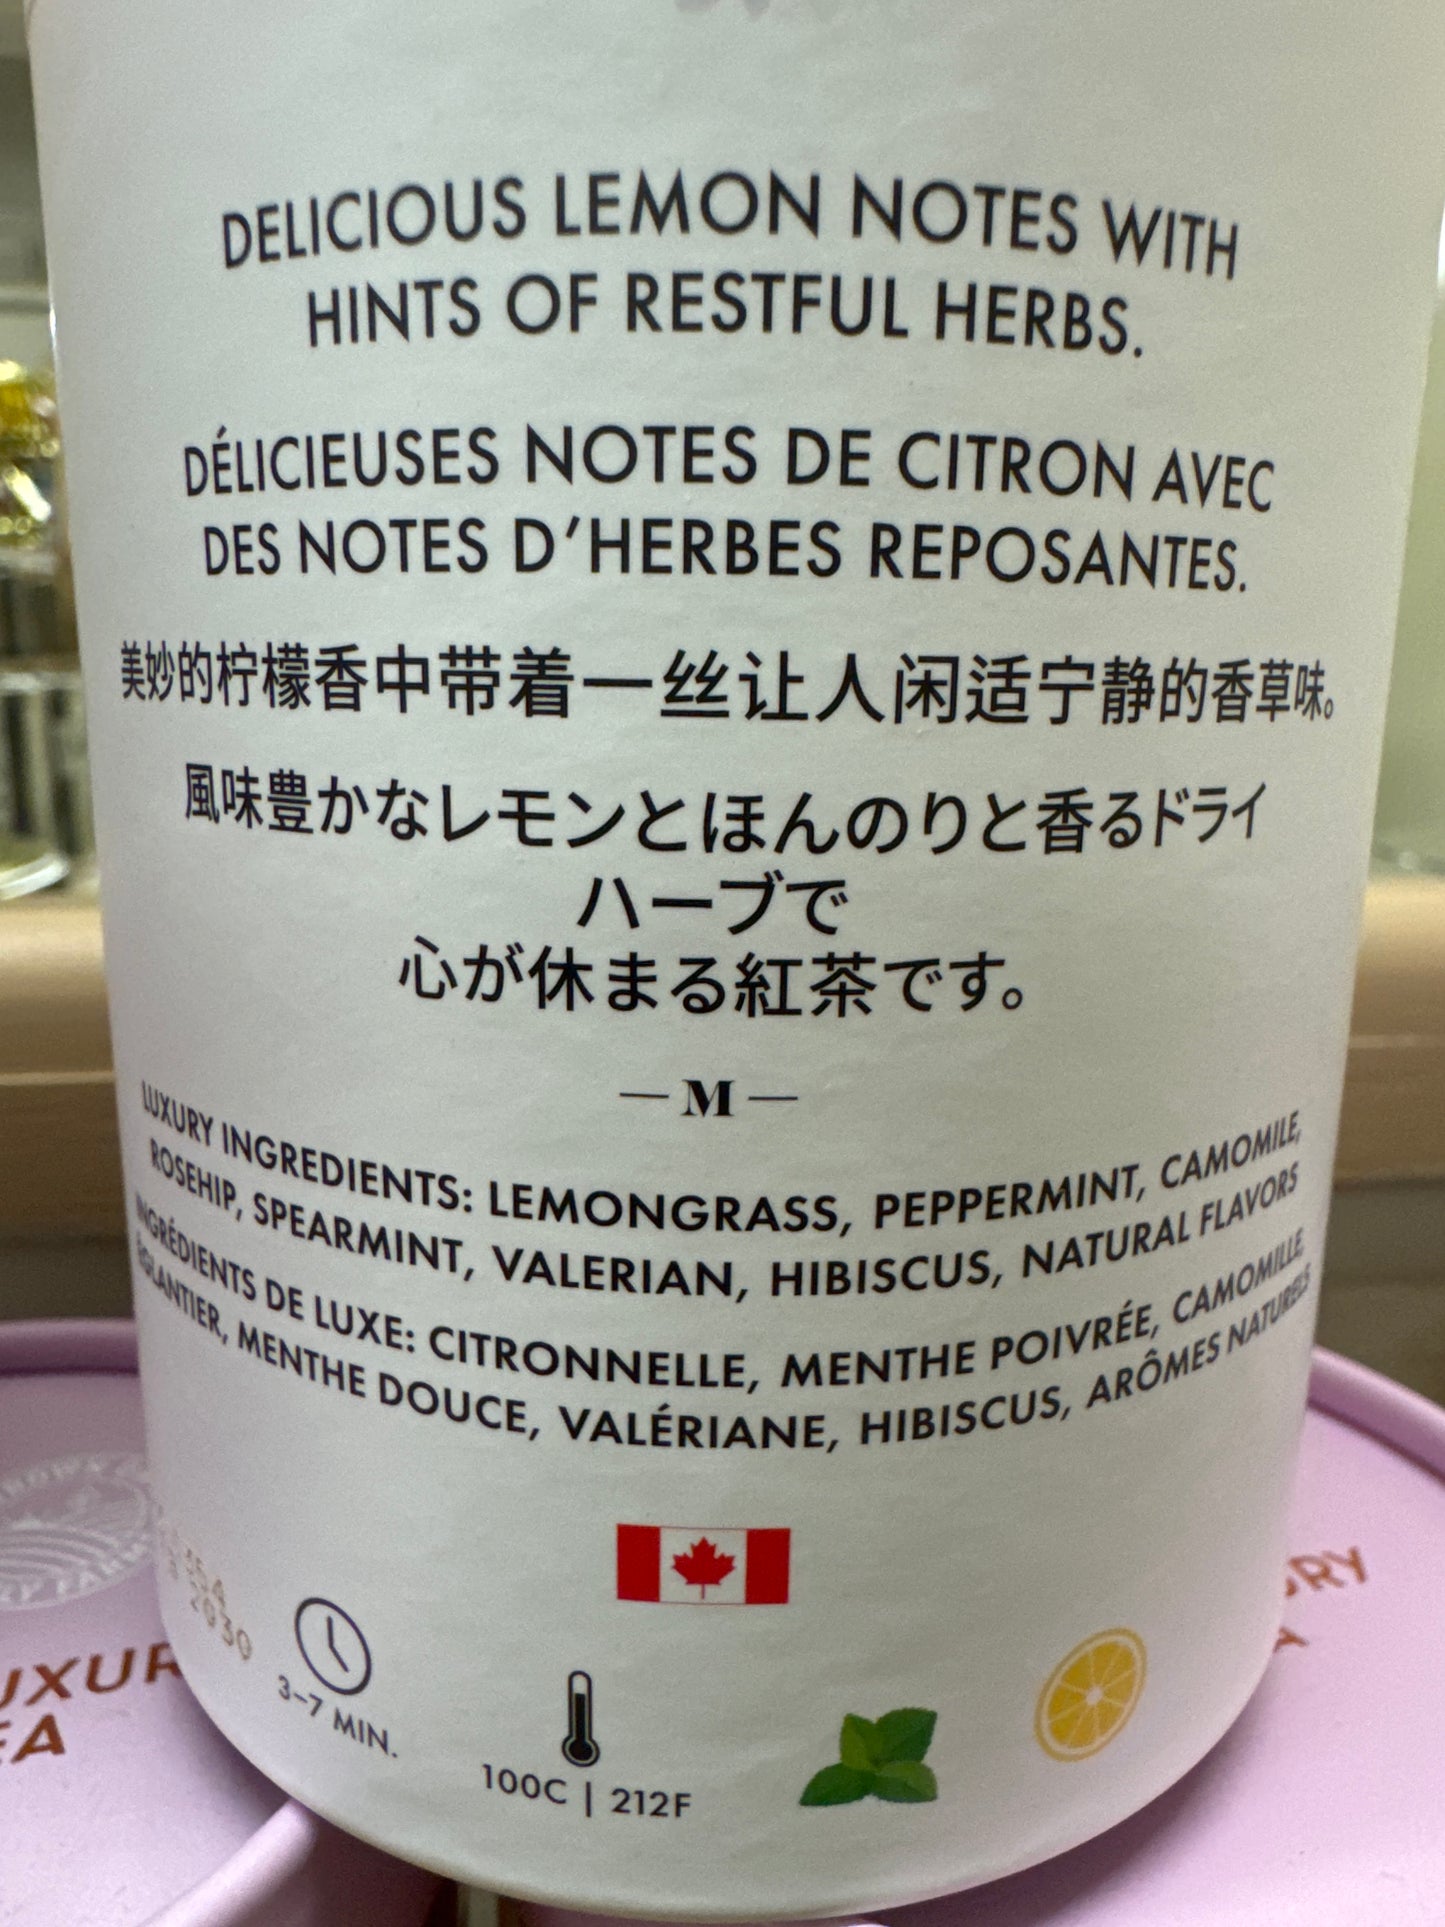 DELICIOUS LEMON NOTES WITH
HINTS OF RESTFUL HERBS.
DÉLICIEUSES NOTES DE CITRON AVEC
DES NOTES D'HERBES REPOSANTES.
美妙的柠檬香中带着一丝让人闲适宁静的香草味。
風味豊かなレモンとほんのりと香るドライ
ハーブで
心が休まる紅茶です。
— M —
LUXURY INGREDIENTS: LEMONGRASS, PEPPERMINT, CAMOMILE,
ROSEHIP, SPEARMINT, VALERIAN, HIBISCUS, NATURAL FLAVORS
INGRÉDIENTS DE LUXE: CITRONNELLE, MENTHE POIVRÉE, CAMOMILLE,
ÉGLANTIER, MENTHE DOUCE, VALÉRIANE, HIBISCUS, ARÔMES NATURELS
2030
3–7 MIN.
100C | 212F